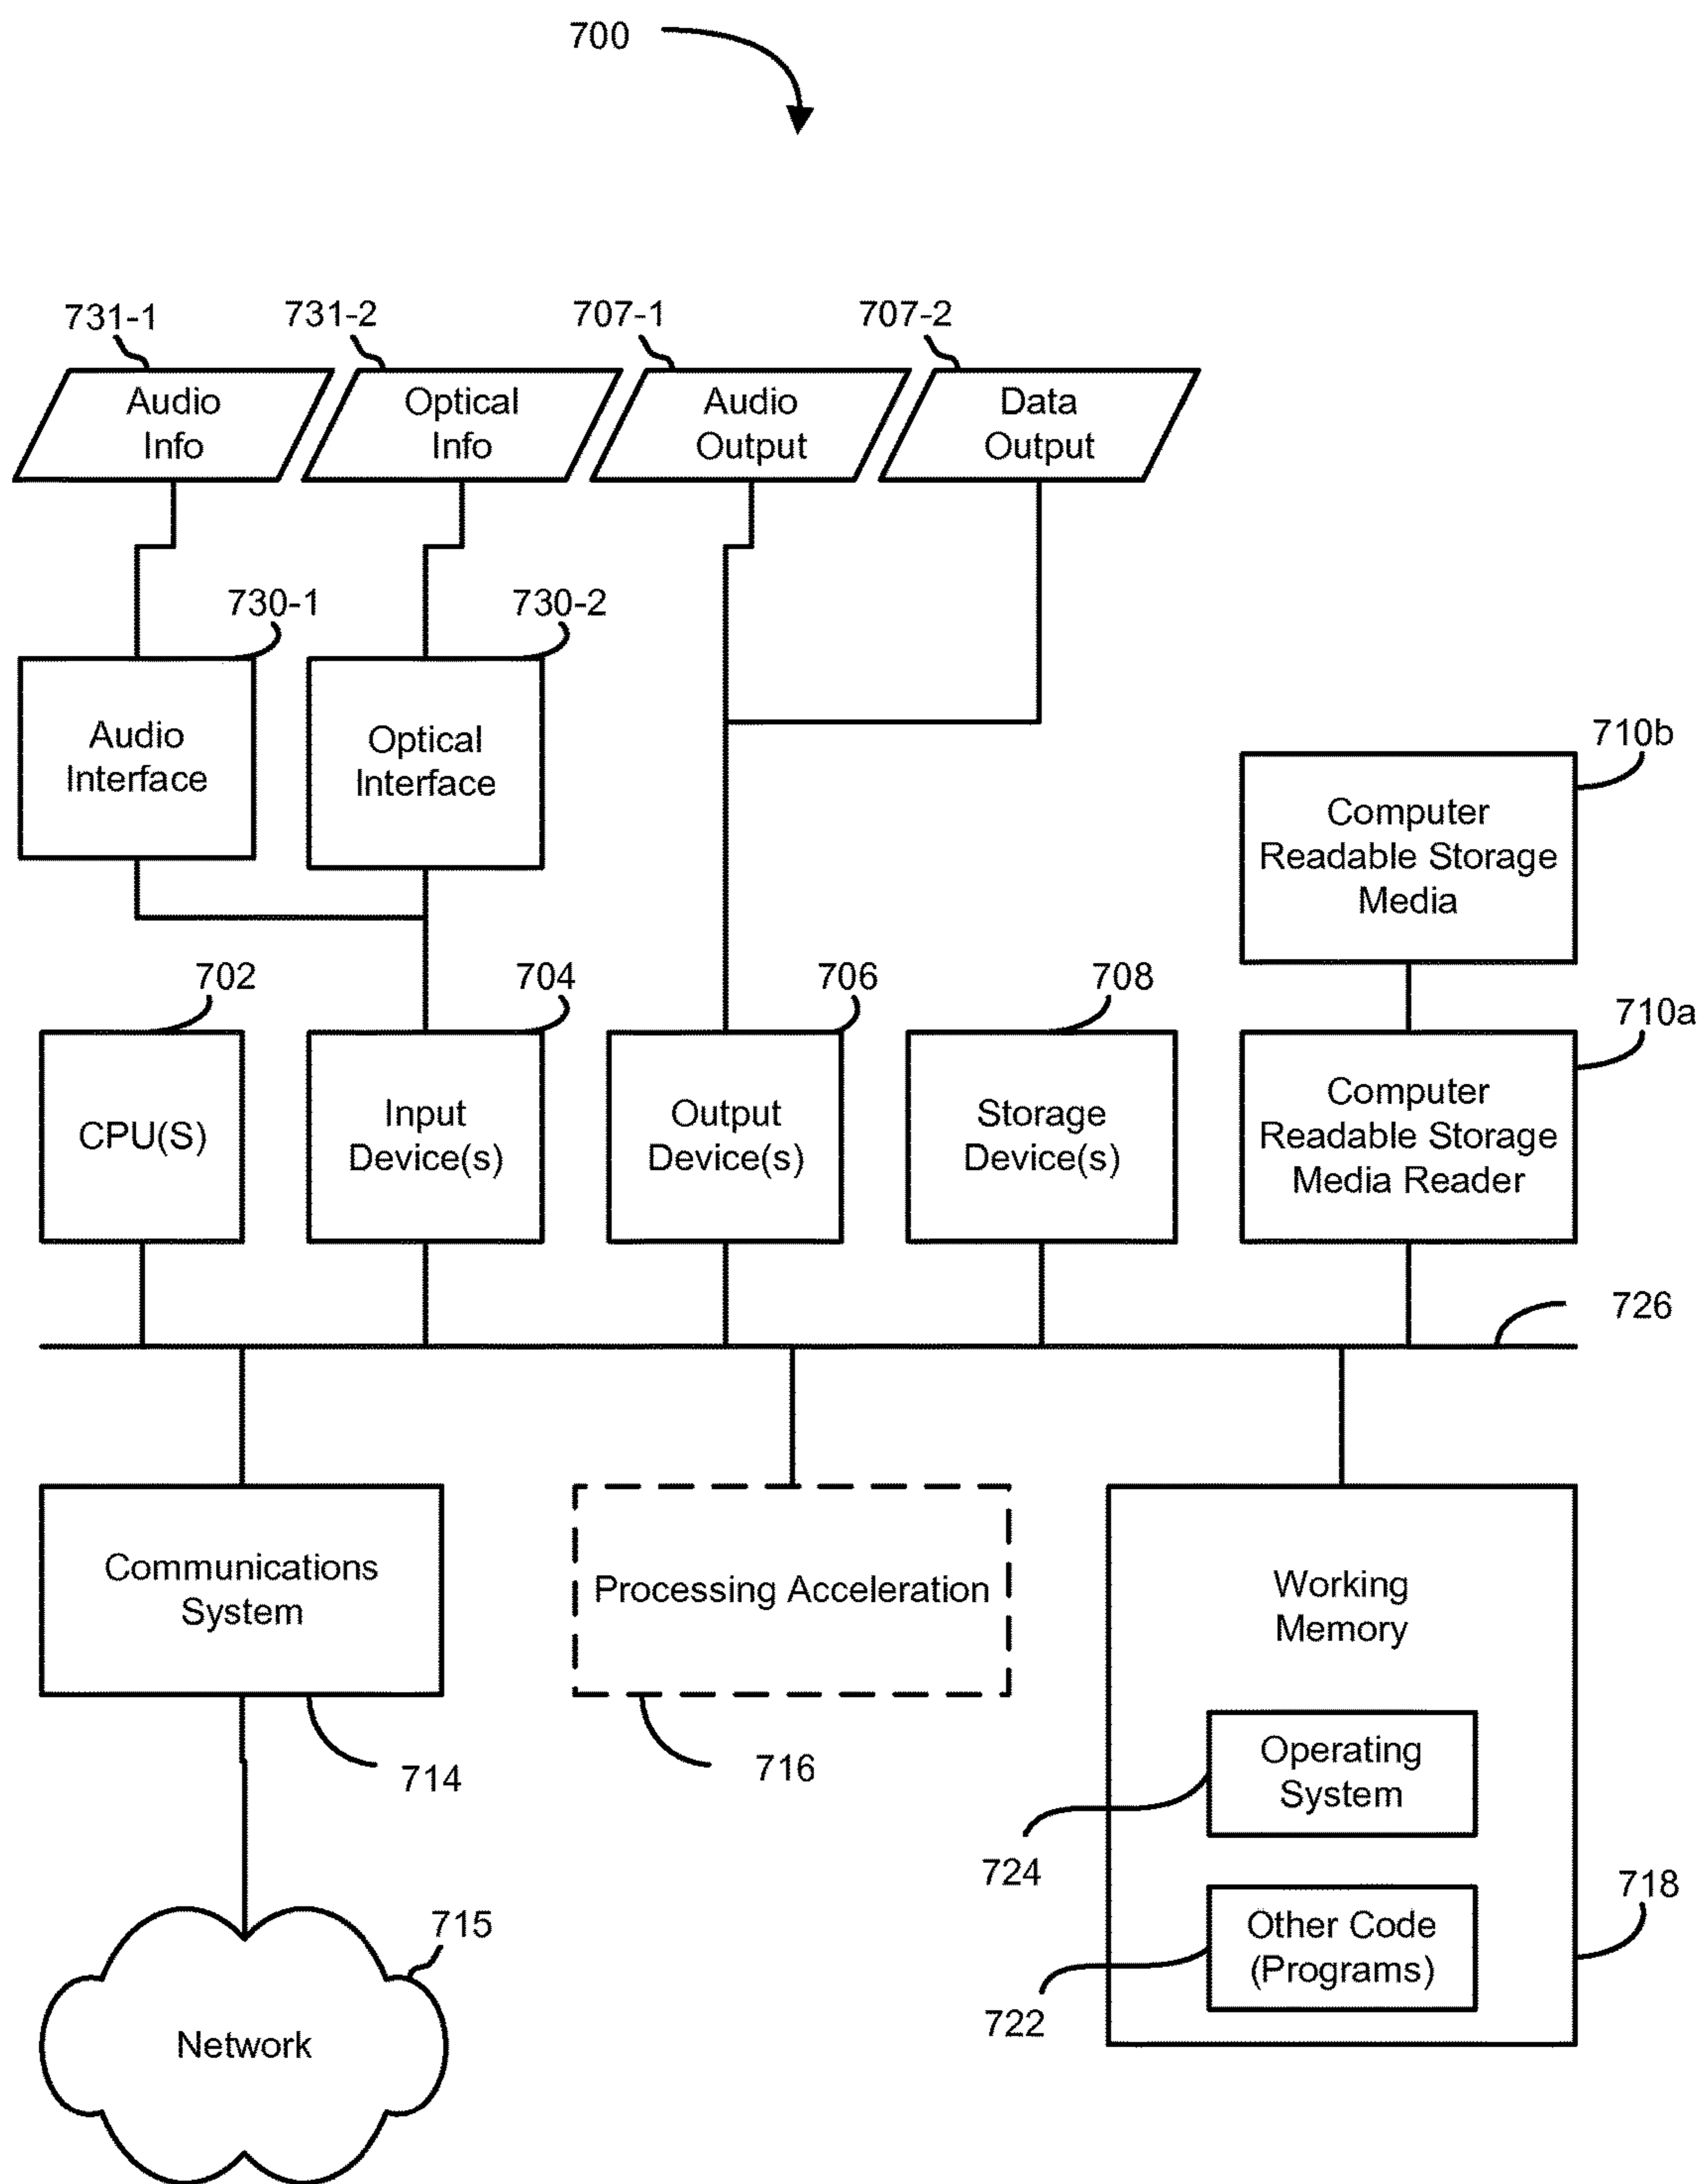 700
731-1
731-2
707-1
707-2
Audio
Info
Optical
Info
Audio
Output
Data
Output
730-1
730-2
Audio
Interface
Optical
Interface
710b
Computer
Readable Storage
Media
702
704
706
708
710a
CPU(S)
Input
Device(s)
Output
Device(s)
Storage
Device(s)
Computer
Readable Storage
Media Reader
726
Communications
System
Processing Acceleration
Working
Memory
714
716
Operating
System
724
718
Other Code
(Programs)
722
715
Network